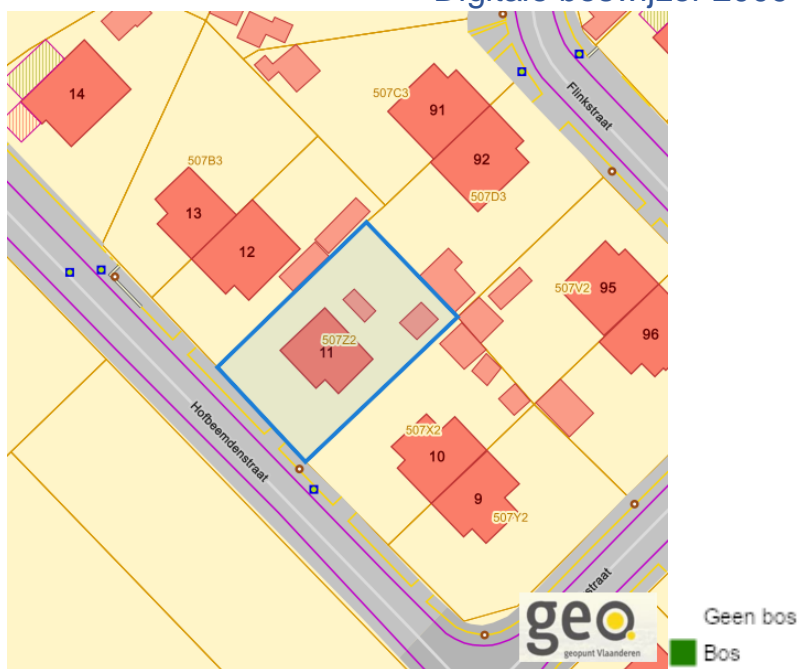 14
507C3
91
92
507D3
Flinkstraat
507B3
13
12
507V2
95
96
507Z2
11
Hofbeemdenstraat
507X2
10
9
507Y2
straat
geo.
geopunt Vlaanderen
Geen bos
Bos